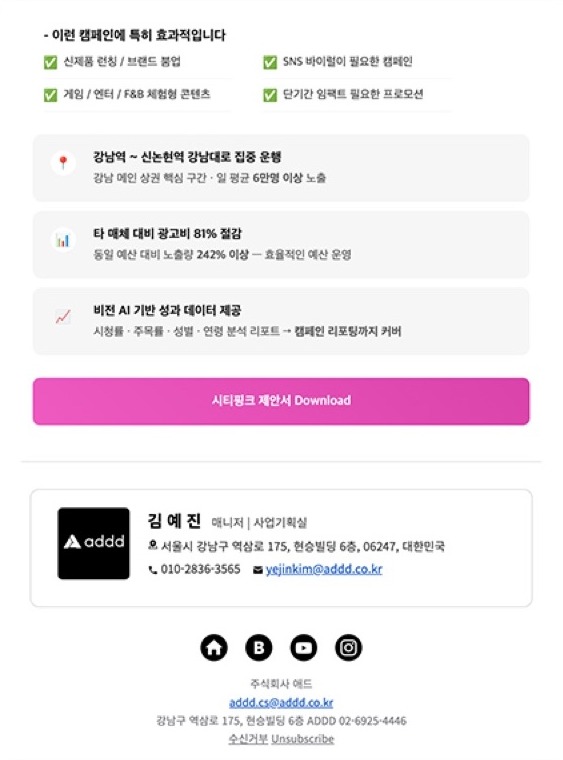 - 이런 캠페인에 특히 효과적입니다
✅ 신제품 런칭 / 브랜드 붐업
✅ SNS 바이럴이 필요한 캠페인
✅ 게임 / 엔터 / F&B 체험형 콘텐츠
✅ 단기간 임팩트 필요한 프로모션
강남역 ~ 신논현역 강남대로 집중 운행
강남 메인 상권 핵심 구간 · 일 평균 6만명 이상 노출
타 매체 대비 광고비 81% 절감
동일 예산 대비 노출량 242% 이상 — 효율적인 예산 운영
비전 AI 기반 성과 데이터 제공
시청률 · 주목률 · 성별 · 연령 분석 리포트 → 캠페인 리포팅까지 커버
시티핑크 제안서 Download
addd
김 예 진 매니저 | 사업기획실
서울시 강남구 역삼로 175, 현승빌딩 6층, 06247, 대한민국
010-2836-3565 yejinkim@addd.co.kr
B
주식회사 애드
addd.cs@addd.co.kr
강남구 역삼로 175, 현승빌딩 6층 ADDD 02-6925-4446
수신거부 Unsubscribe